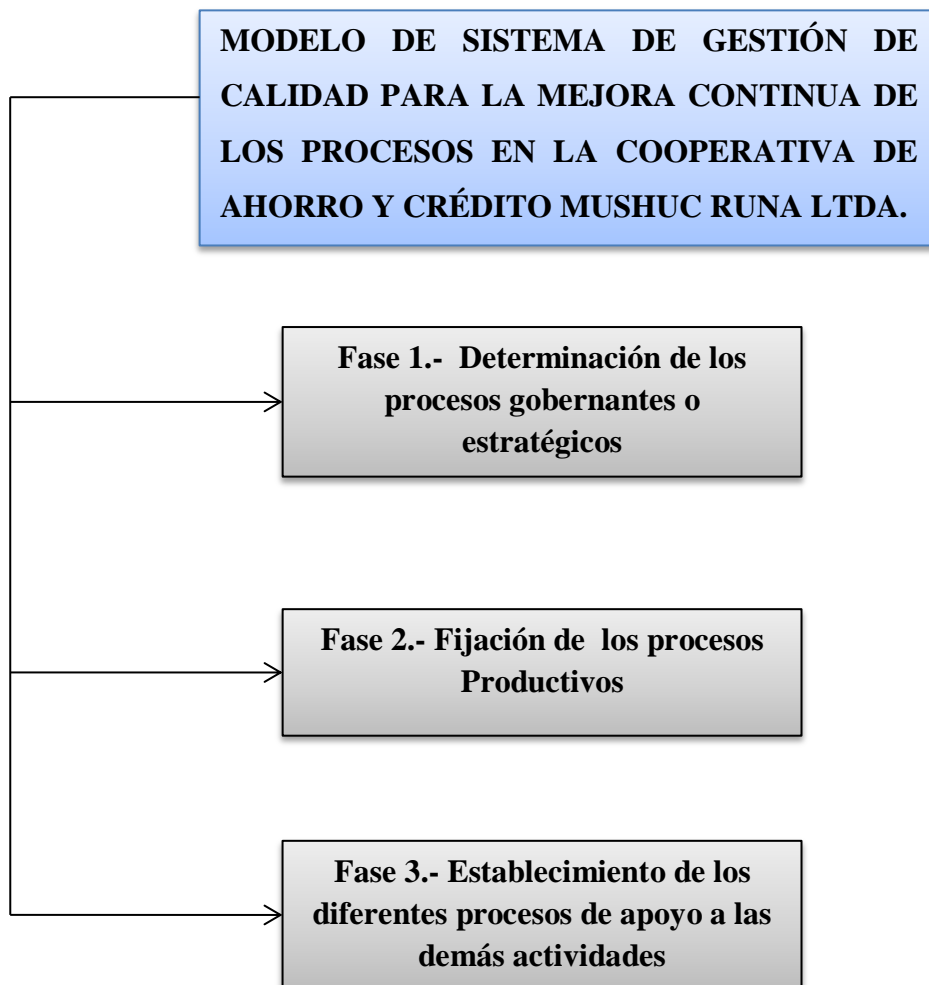 MODELO DE SISTEMA DE GESTIÓN DE
CALIDAD PARA LA MEJORA CONTINUA DE
LOS PROCESOS EN LA COOPERATIVA DE
AHORRO Y CRÉDITO MUSHUC RUNA LTDA.
Fase 1.- Determinación de los
procesos gobernantes o
estratégicos
Fase 2.- Fijación de los procesos
Productivos
Fase 3.- Establecimiento de los
diferentes procesos de apoyo a las
demás actividades